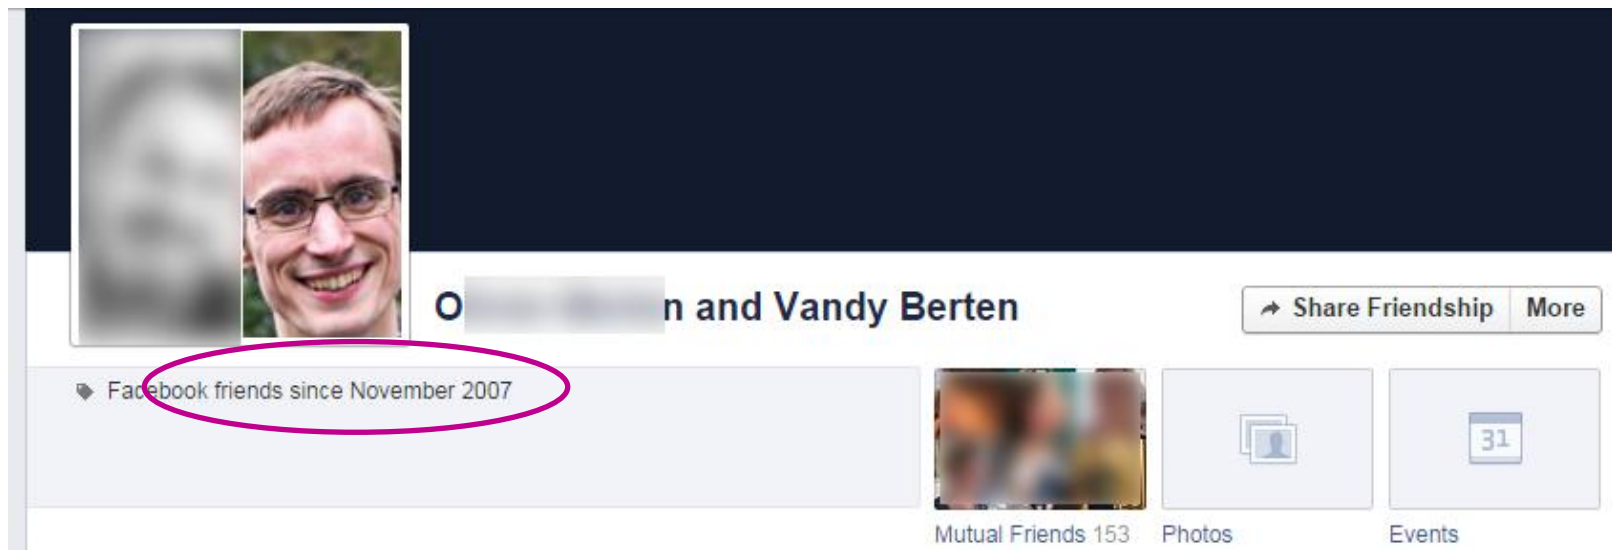 O n and Vandy Berten
Share Friendship
More
Facebook friends since November 2007
31
Mutual Friends 153
Photos
Events